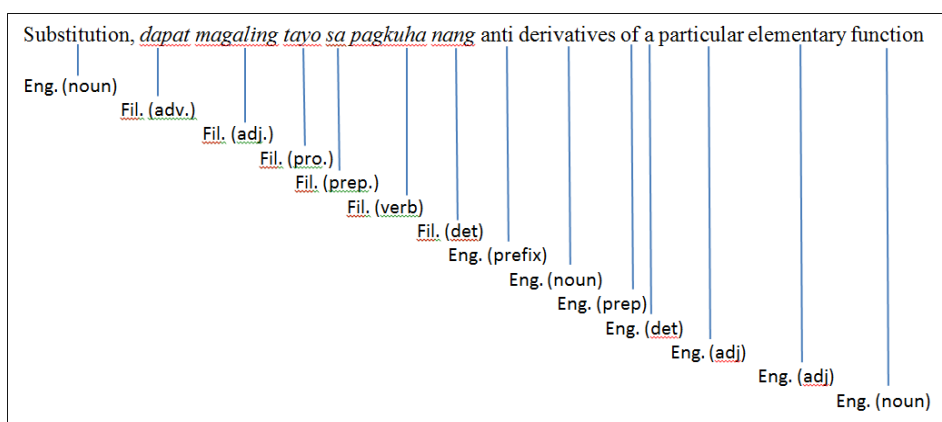 Substitution, dapat magaling tayo sa pagkuha nang anti derivatives of a particular elementary function
Eng. (noun)
Fil. (adv.)
Fil. (adj.)
Fil. (pro.)
Fil. (prep.)
Fil. (verb)
Fil. (det)
Eng. (prefix)
Eng. (noun)
Eng. (prep)
Eng. (det)
Eng. (adj)
Eng. (adj)
Eng. (noun)